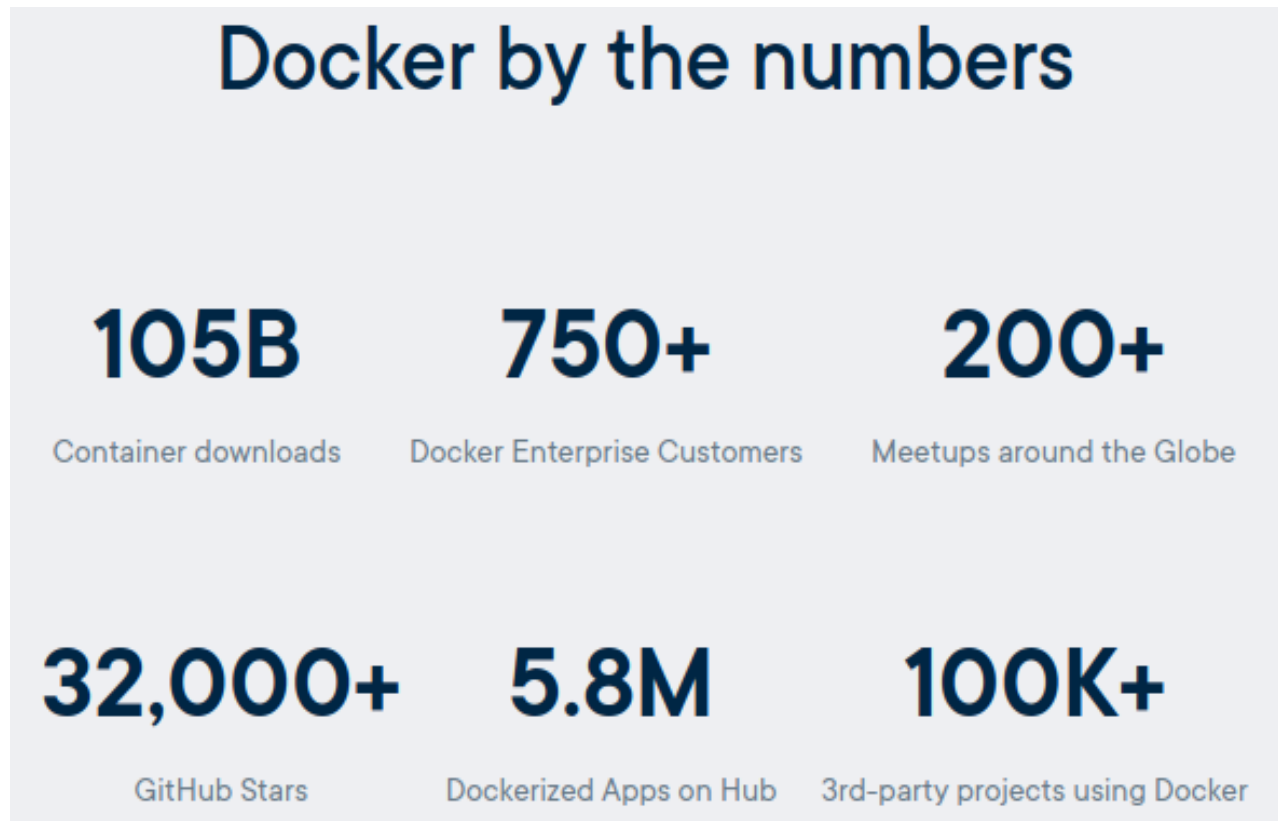 Docker by the numbers
105B
750+
200+
Container downloads
Docker Enterprise Customers
Meetups around the Globe
32,000+
5.8M
100K+
GitHub Stars
Dockerized Apps on Hub
3rd-party projects using Docker